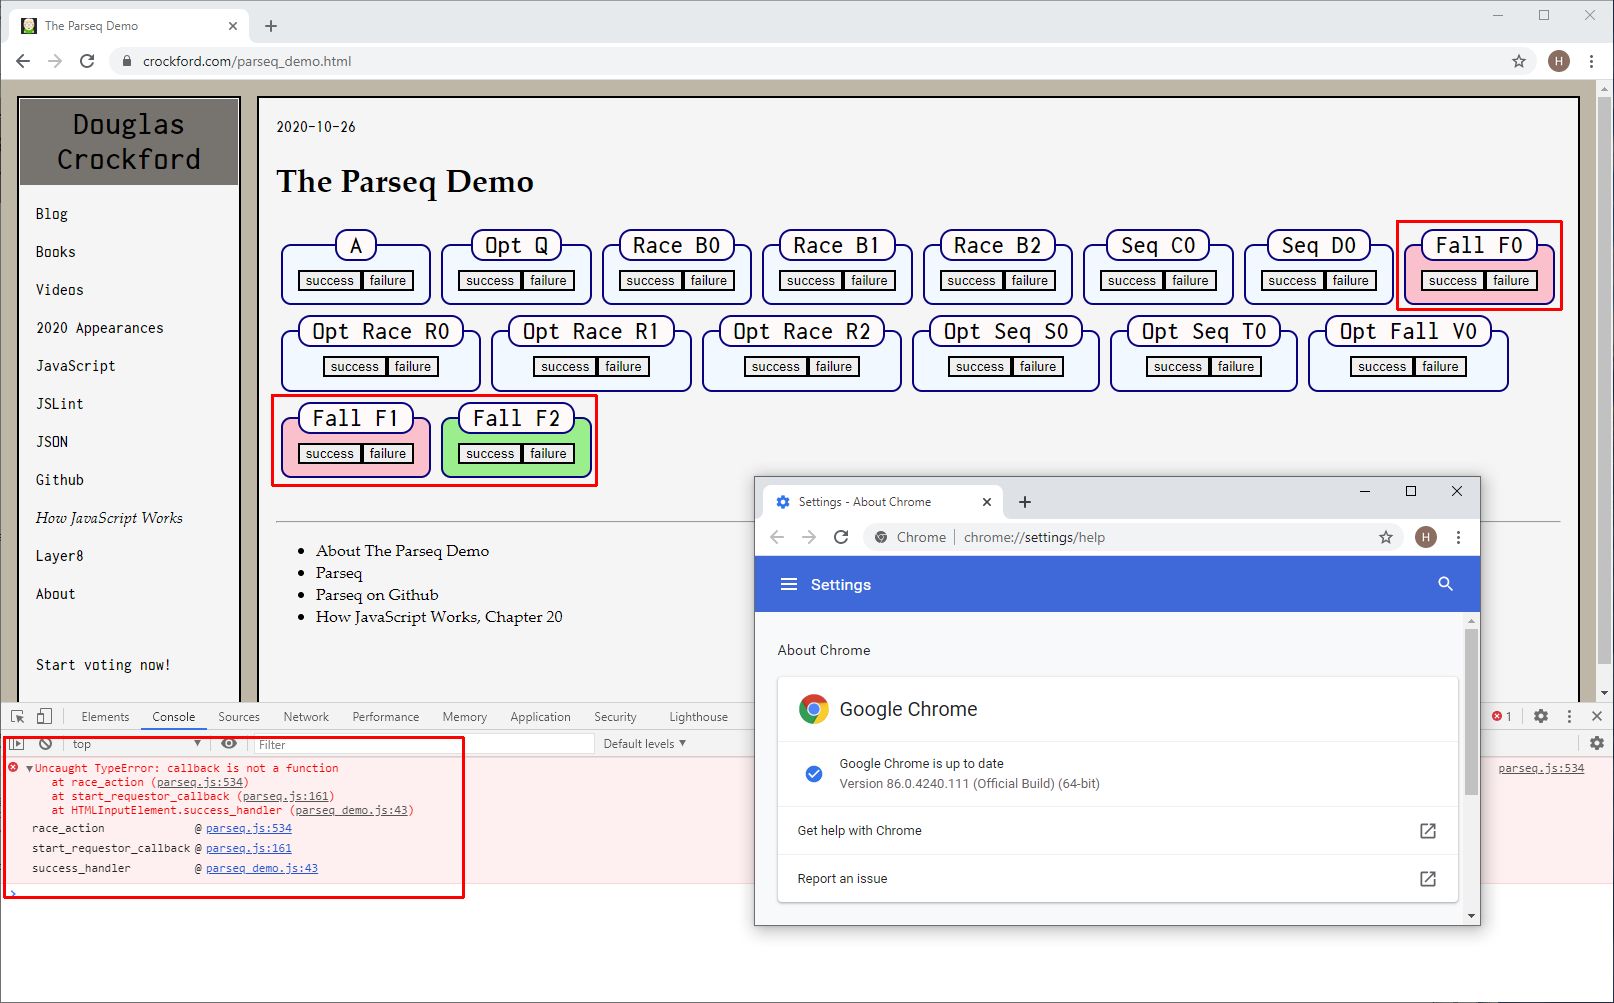 The Parseq Demo
crockford.com/parseq_demo.html
H
Douglas
Crockford
Blog
Books
Videos
2020 Appearances
JavaScript
JSLint
JSON
Github
How JavaScript Works
Layer8
About
Start voting now!
2020-10-26
The Parseq Demo
A Opt Q Race B0 Race B1 Race B2 Seq C0 Seq D0 Fall F0
success failure success failure success failure success failure success failure success failure success failure success failure
Opt Race R0 Opt Race R1 Opt Race R2 Opt Seq S0 Opt Seq T0 Opt Fall V0
success failure success failure success failure success failure success failure success failure
Fall F1 Fall F2
success failure success failure
About The Parseq Demo
Parseq
Parseq on Github
How JavaScript Works, Chapter 20
Settings - About Chrome
Chrome chrome://settings/help
H
Settings
About Chrome
Google Chrome
Google Chrome is up to date
Version 86.0.4240.111 (Official Build) (64-bit)
Get help with Chrome
Report an issue
Elements Console Sources Network Performance Memory Application Security Lighthouse
1
top Filter Default levels
Uncaught TypeError: callback is not a function parseq.js:534
at race_action (parseq.js:534)
at start_requestor_callback (parseq.js:161)
at HTMLInputElement.success_handler (parseq_demo.js:43)
race_action @ parseq.js:534
start_requestor_callback @ parseq.js:161
success_handler @ parseq_demo.js:43